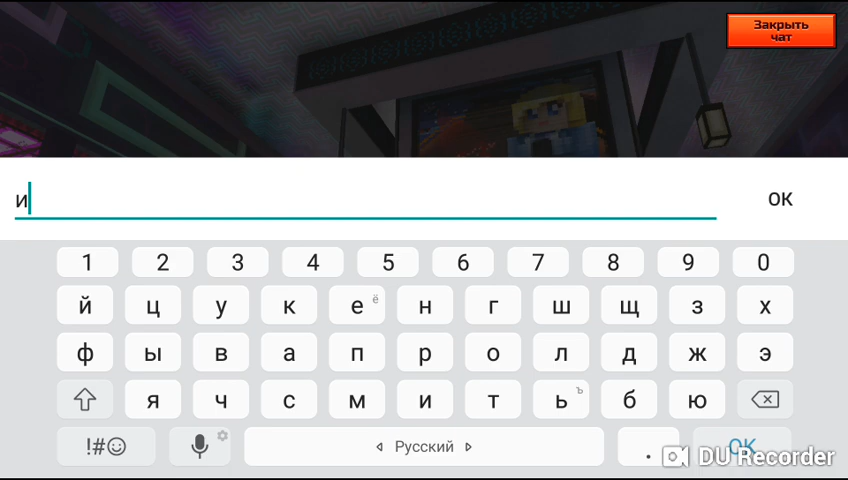 Закрыть
чат
и
ОК
1 2 3 4 5 6 7 8 9 0
й ц у к е ё н г ш щ з х
ф ы в а п р о л д ж э
я ч с м и т ь ъ б ю
!#☺ Русский . ОК
DU Recorder